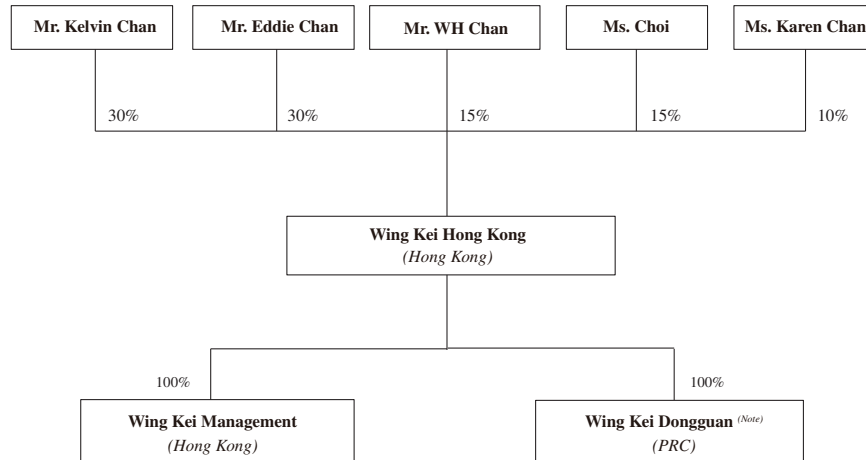 Mr. Kelvin Chan
Mr. Eddie Chan
Mr. WH Chan
Ms. Choi
Ms. Karen Chan
30%
30%
15%
15%
10%
Wing Kei Hong Kong
(Hong Kong)
100%
100%
Wing Kei Management
(Hong Kong)
Wing Kei Dongguan (Note)
(PRC)